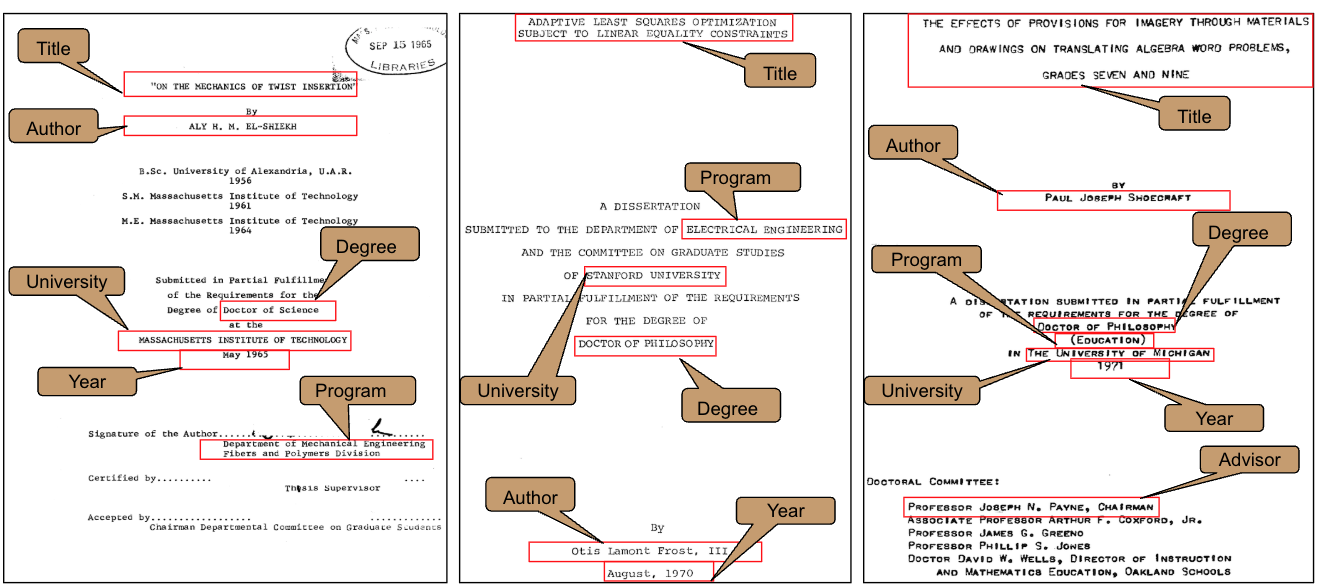 Title
SEP 15 1965
LIBRARIES
"ON THE MECHANICS OF TWIST INSERTION"
By
Author
ALY H. M. EL-SHIEKH
B.Sc. University of Alexandria, U.A.R.
1956
S.M. Massachusetts Institute of Technology
1961
M.E. Massachusetts Institute of Technology
1964
Degree
University
Submitted in Partial
of the Requirements for the
Degree of Doctor of Science
at the
MASSACHUSETTS INSTITUTE OF TECHNOLOGY
May 1965
Year
Program
Signature of the Author
Department of Mechanical Engineering
Fibers and Polymers Division
Certified by..........
Thesis Supervisor
Accepted by...................
Chairman Departmental Committee on Graduate Students
ADAPTIVE LEAST SQUARES OPTIMIZATION
SUBJECT TO LINEAR EQUALITY CONSTRAINTS
Title
Program
A DISSERTATION
SUBMITTED TO THE DEPARTMENT OF ELECTRICAL ENGINEERING
AND THE COMMITTEE ON GRADUATE STUDIES
OF STANFORD UNIVERSITY
IN PARTIAL FULFILLMENT OF THE REQUIREMENTS
FOR THE DEGREE OF
DOCTOR OF PHILOSOPHY
University
Degree
Author
Year
By
Otis Lamont Frost, III
August, 1970
THE EFFECTS OF PROVISIONS FOR IMAGERY THROUGH MATERIALS
AND DRAWINGS ON TRANSLATING ALGEBRA WORD PROBLEMS,
GRADES SEVEN AND NINE
Title
Author
BY
PAUL JOSEPH SHOECRAFT
Degree
Program
A DISSERTATION SUBMITTED IN PARTIAL FULFILLMENT
OF THE REQUIREMENTS FOR THE DEGREE OF
DOCTOR OF PHILOSOPHY
(EDUCATION)
IN THE UNIVERSITY OF MICHIGAN
1971
University
Year
Advisor
DOCTORAL COMMITTEE:
PROFESSOR JOSEPH N. PAYNE, CHAIRMAN
ASSOCIATE PROFESSOR ARTHUR F. COXFORD, JR.
PROFESSOR JAMES G. GREENO
PROFESSOR PHILLIP S. JONES
DOCTOR DAVID W. WELLS, DIRECTOR OF INSTRUCTION
AND MATHEMATICS EDUCATION, OAKLAND SCHOOLS